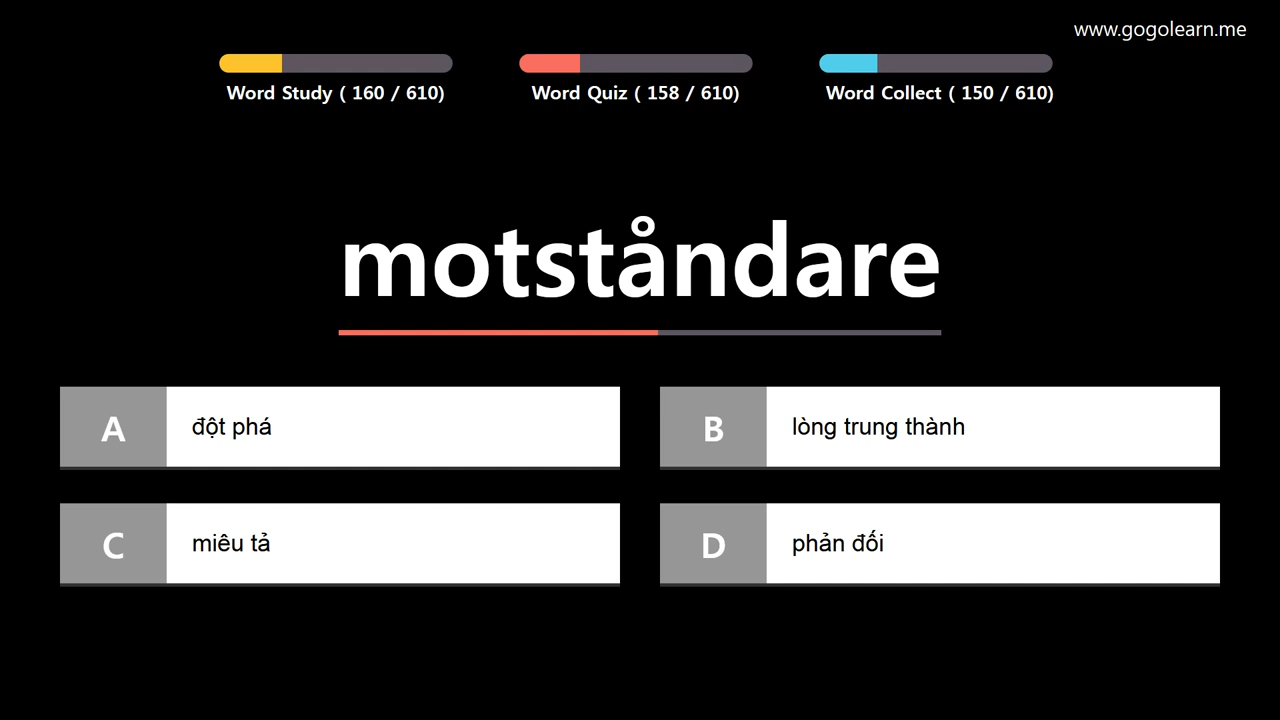 www.gogolearn.me
Word Study ( 160 / 610)
Word Quiz ( 158 / 610)
Word Collect ( 150 / 610)
motståndare
A
đột phá
B
lòng trung thành
C
miêu tả
D
phản đối